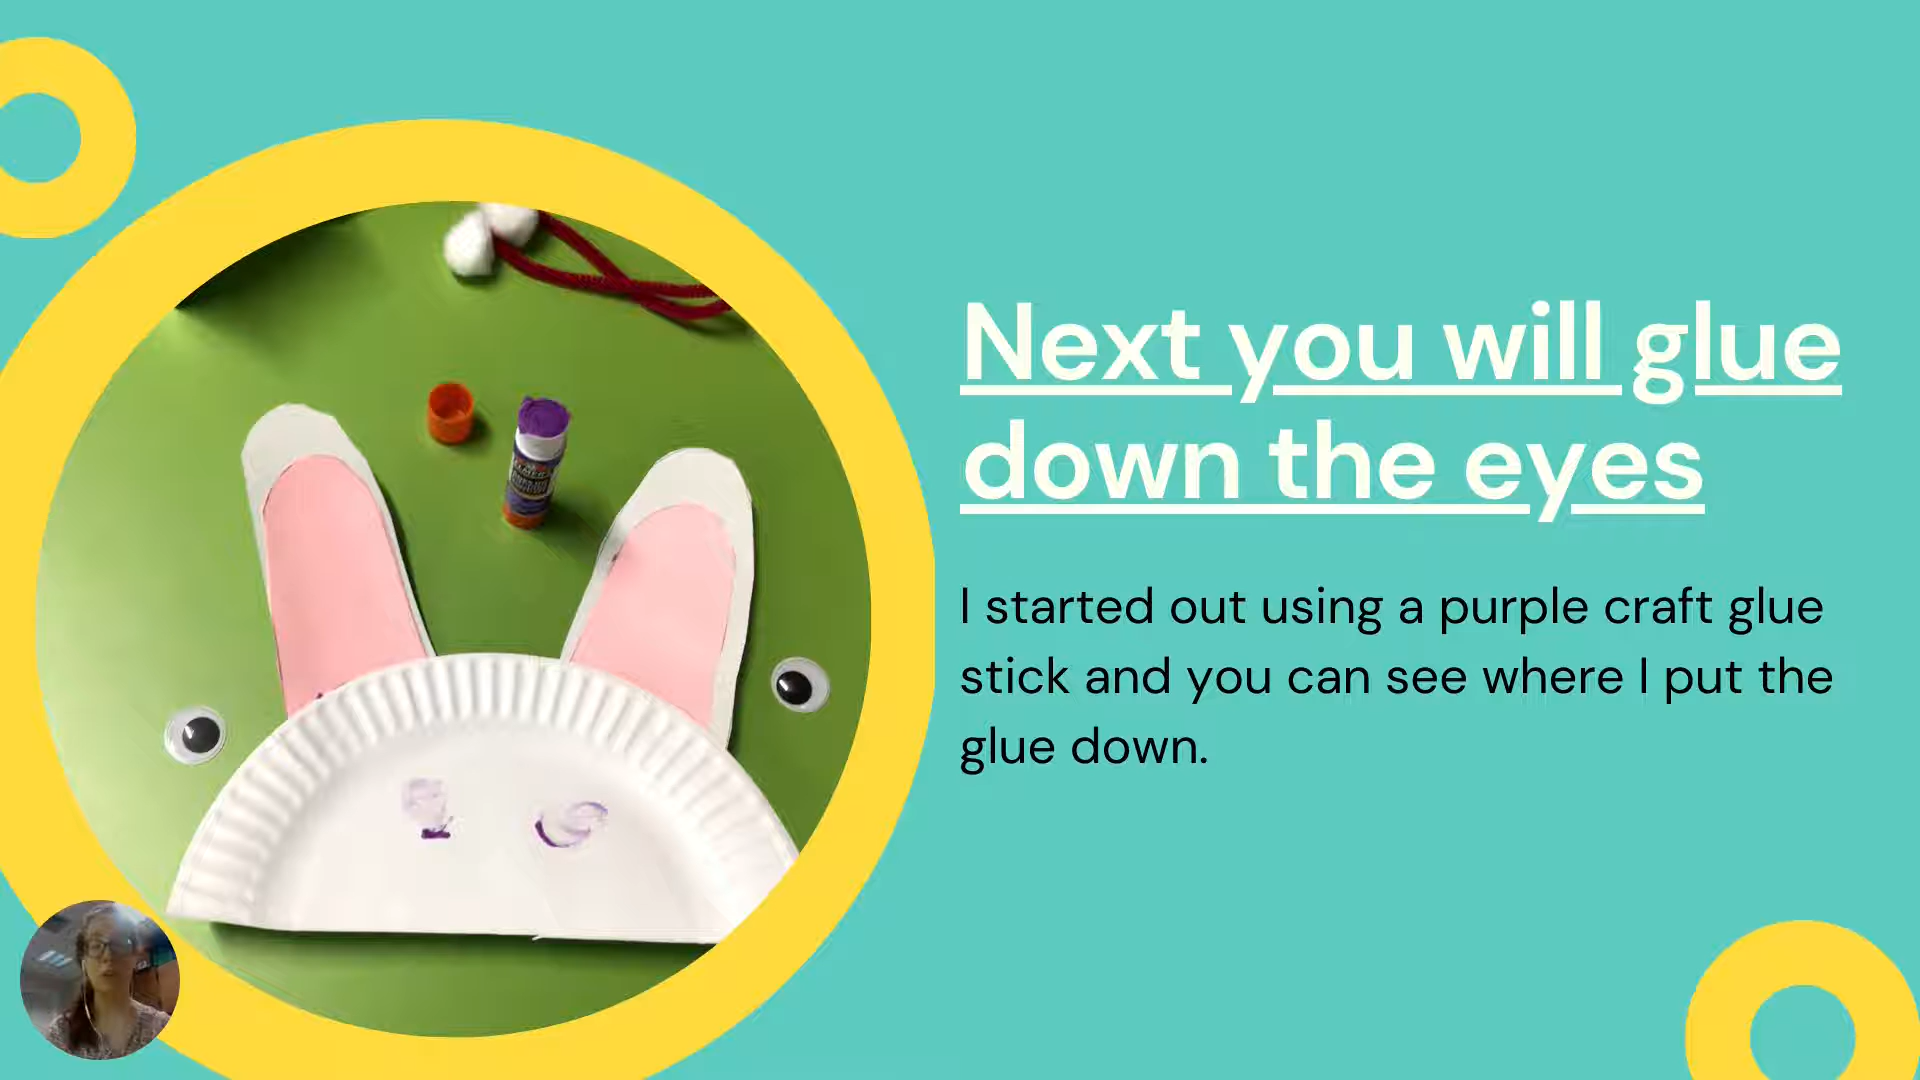 Next you will glue
down the eyes
I started out using a purple craft glue
stick and you can see where I put the
glue down.